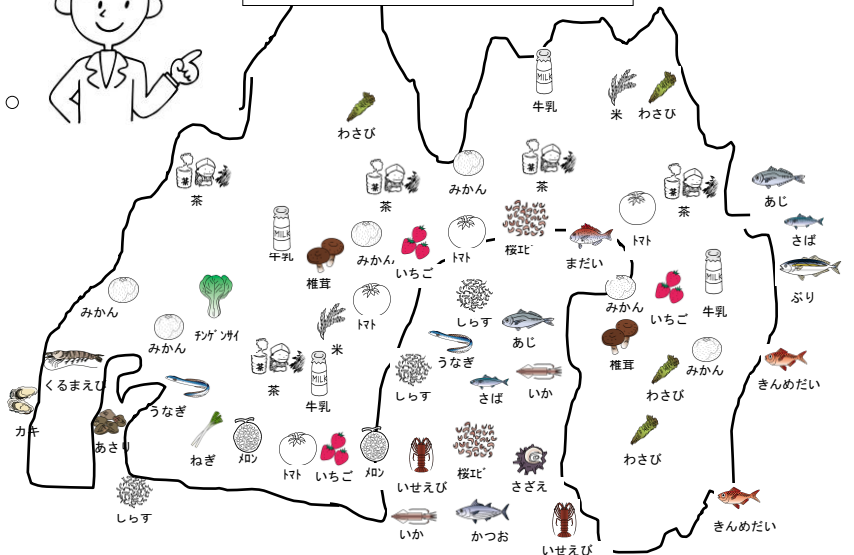 MILK
牛乳
米
わさび
わさび
茶
茶
みかん
茶
茶
あじ
さば
ぶり
MILK
牛乳
椎茸
みかん
いちご
トマト
桜エビ
まだい
トマト
みかん
いちご
MILK
牛乳
みかん
チンゲンサイ
みかん
米
トマト
しらす
あじ
うなぎ
椎茸
みかん
わさび
きんめだい
くるまえび
茶
MILK
牛乳
うなぎ
しらす
さば
いか
カキ
あさり
ねぎ
メロン
トマト
いちご
メロン
いせえび
桜エビ
さざえ
わさび
しらす
いか
かつお
いせえび
きんめだい